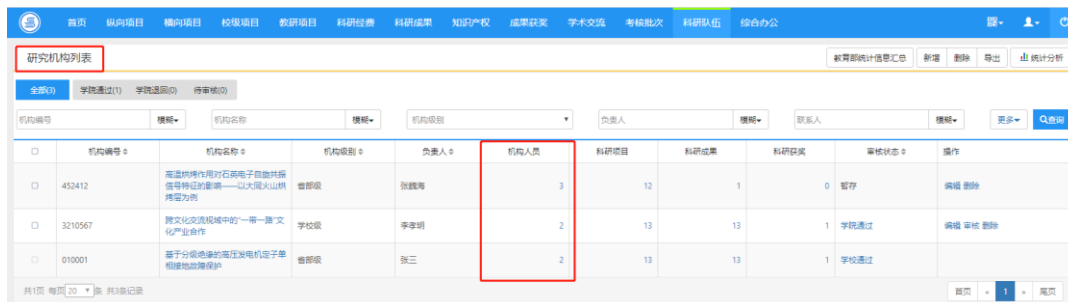 首页 纵向项目 横向项目 校级项目 教研项目 科研经费 科研成果 知识产权 成果获奖 学术交流 考核批次 科研队伍 综合办公
研究机构列表 教育部统计信息汇总 新增 删除 导出 统计分析
全部(3) 学院通过(1) 学院退回(0) 待审核(0)
机构编号 模糊 机构名称 模糊 机构级别 负责人 模糊 联系人 模糊 更多 查询
机构编号 机构名称 机构级别 负责人 机构人员 科研项目 科研成果 科研获奖 审核状态 操作
高温烘烤作用对石英电子自旋共振
452412 信号特征的影响——以大同火山烘 省部级 张魏海 3 12 1 0 暂存 编辑 删除
烤层为例
3210567 跨文化交流视域中的“一带一路”文 学校级 李孝明 2 13 13 1 学院通过 编辑 审核 删除
化产业合作
010001 基于分级绝缘的高压发电机定子单 省部级 张三 2 13 13 1 学校通过
相接地故障保护
共1页 每页 20 条 共3条记录 首页 « 1 » 尾页